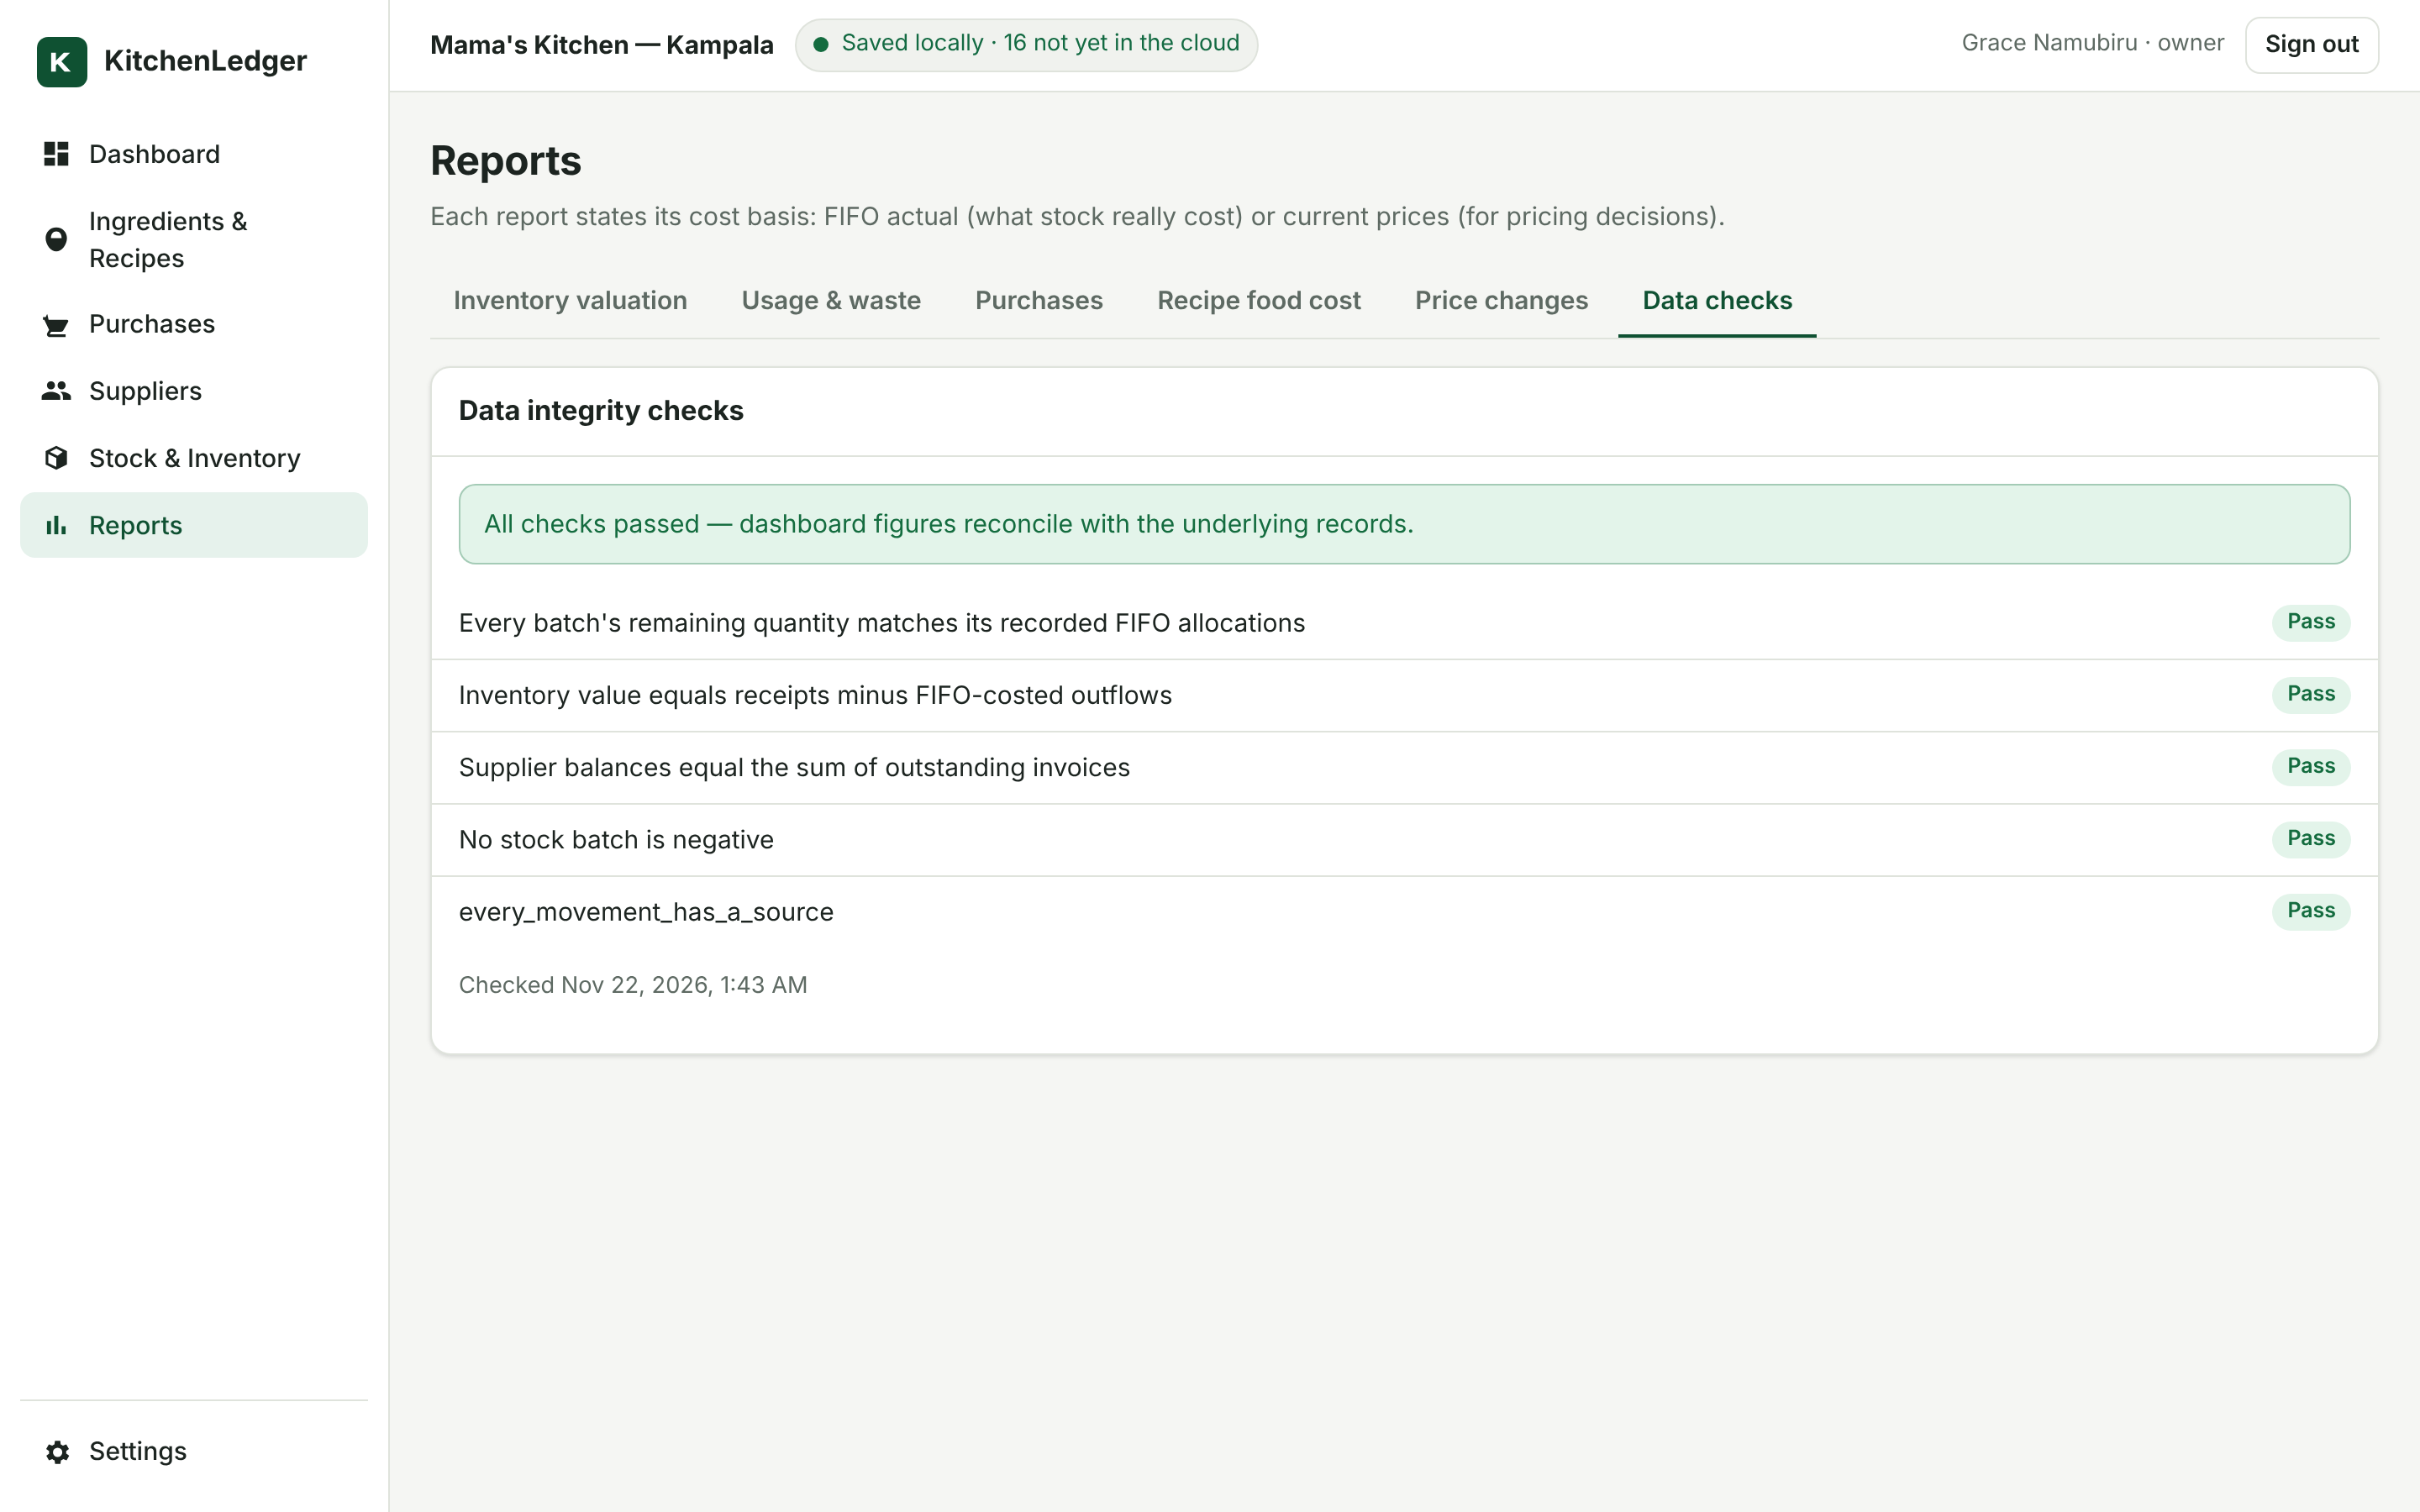 K KitchenLedger
Mama's Kitchen — Kampala
Saved locally · 16 not yet in the cloud
Grace Namubiru · owner
Sign out
Dashboard
Ingredients &
Recipes
Purchases
Suppliers
Stock & Inventory
Reports
Settings
Reports
Each report states its cost basis: FIFO actual (what stock really cost) or current prices (for pricing decisions).
Inventory valuation
Usage & waste
Purchases
Recipe food cost
Price changes
Data checks
Data integrity checks
All checks passed — dashboard figures reconcile with the underlying records.
Every batch's remaining quantity matches its recorded FIFO allocations
Pass
Inventory value equals receipts minus FIFO-costed outflows
Pass
Supplier balances equal the sum of outstanding invoices
Pass
No stock batch is negative
Pass
every_movement_has_a_source
Pass
Checked Nov 22, 2026, 1:43 AM